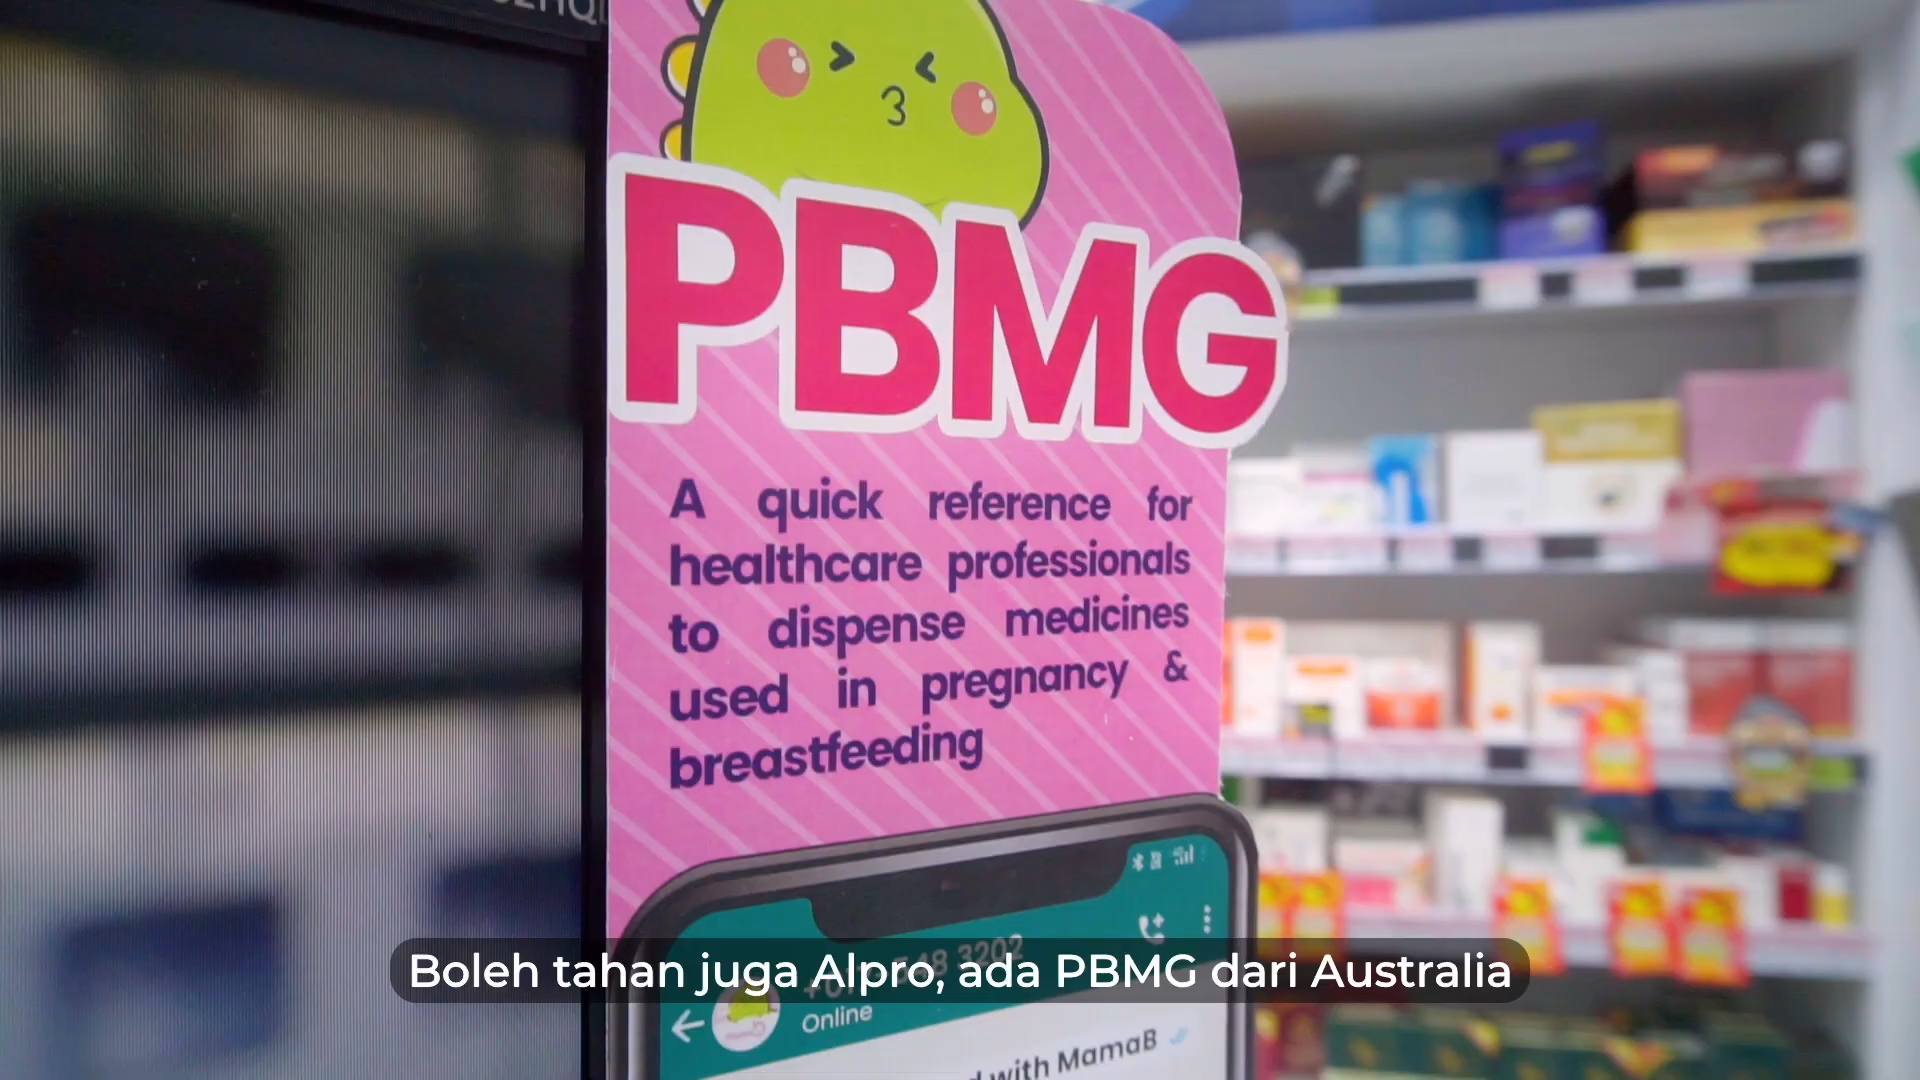 PBMG
A quick reference for
healthcare professionals
to dispense medicines
used in pregnancy &
breastfeeding
Boleh tahan juga Alpro, ada PBMG dari Australia
Online
with MamaB